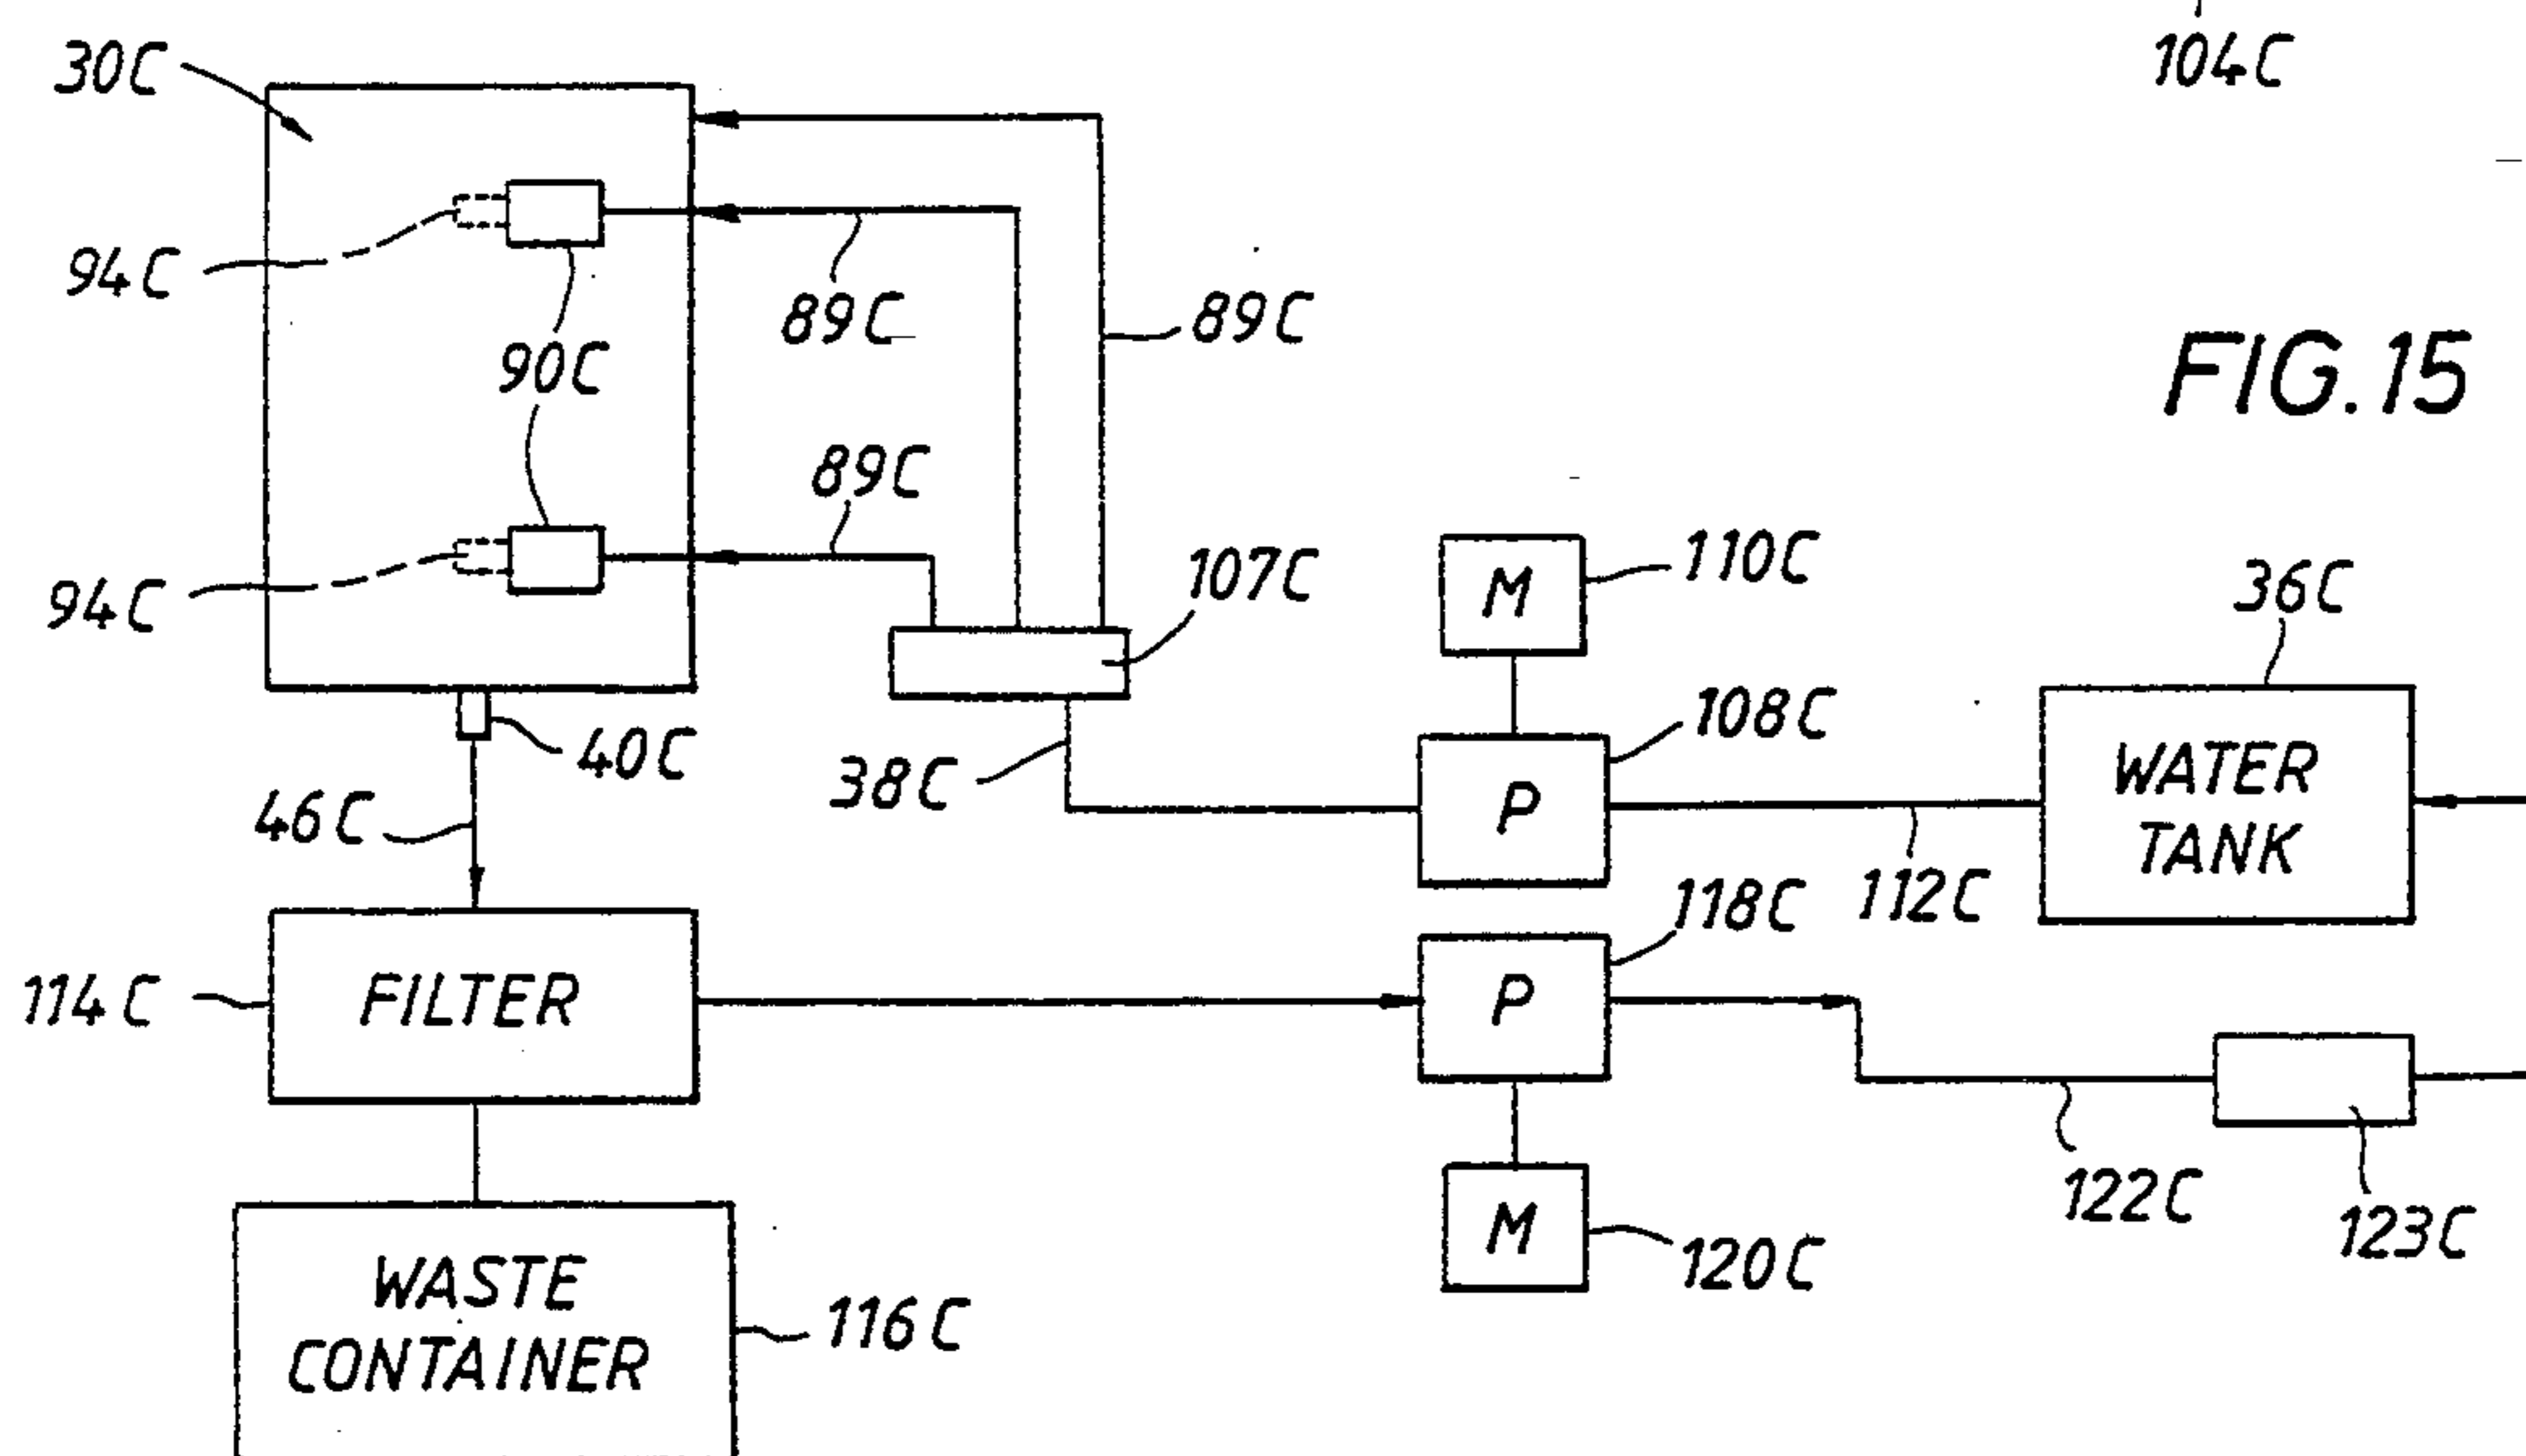 104C
30C
94C
89C
89C
FIG.15
90C
89C
94C
107C
M
110C
36C
108C
40C
38C
P
WATER
TANK
46C
112C
118C
114C
FILTER
P
122C
123C
M
120C
WASTE
CONTAINER
116C